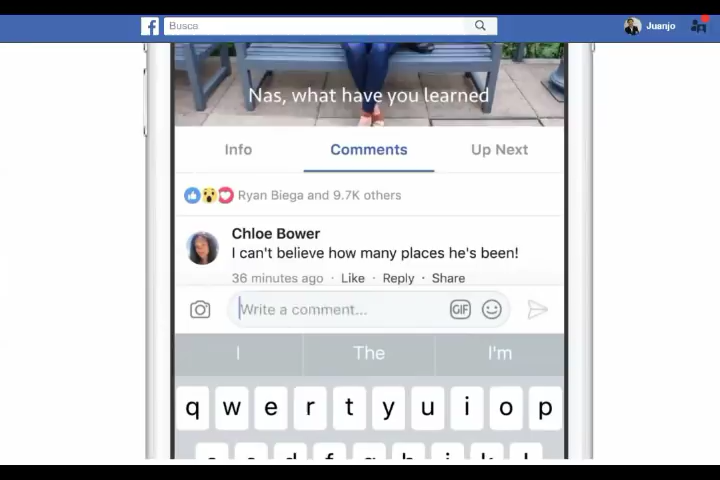 f Busca Juanjo
Nas, what have you learned
Info Comments Up Next
Ryan Biega and 9.7K others
Chloe Bower
I can't believe how many places he's been!
36 minutes ago · Like · Reply · Share
Write a comment... GIF
I The I'm
q w e r t y u i o p